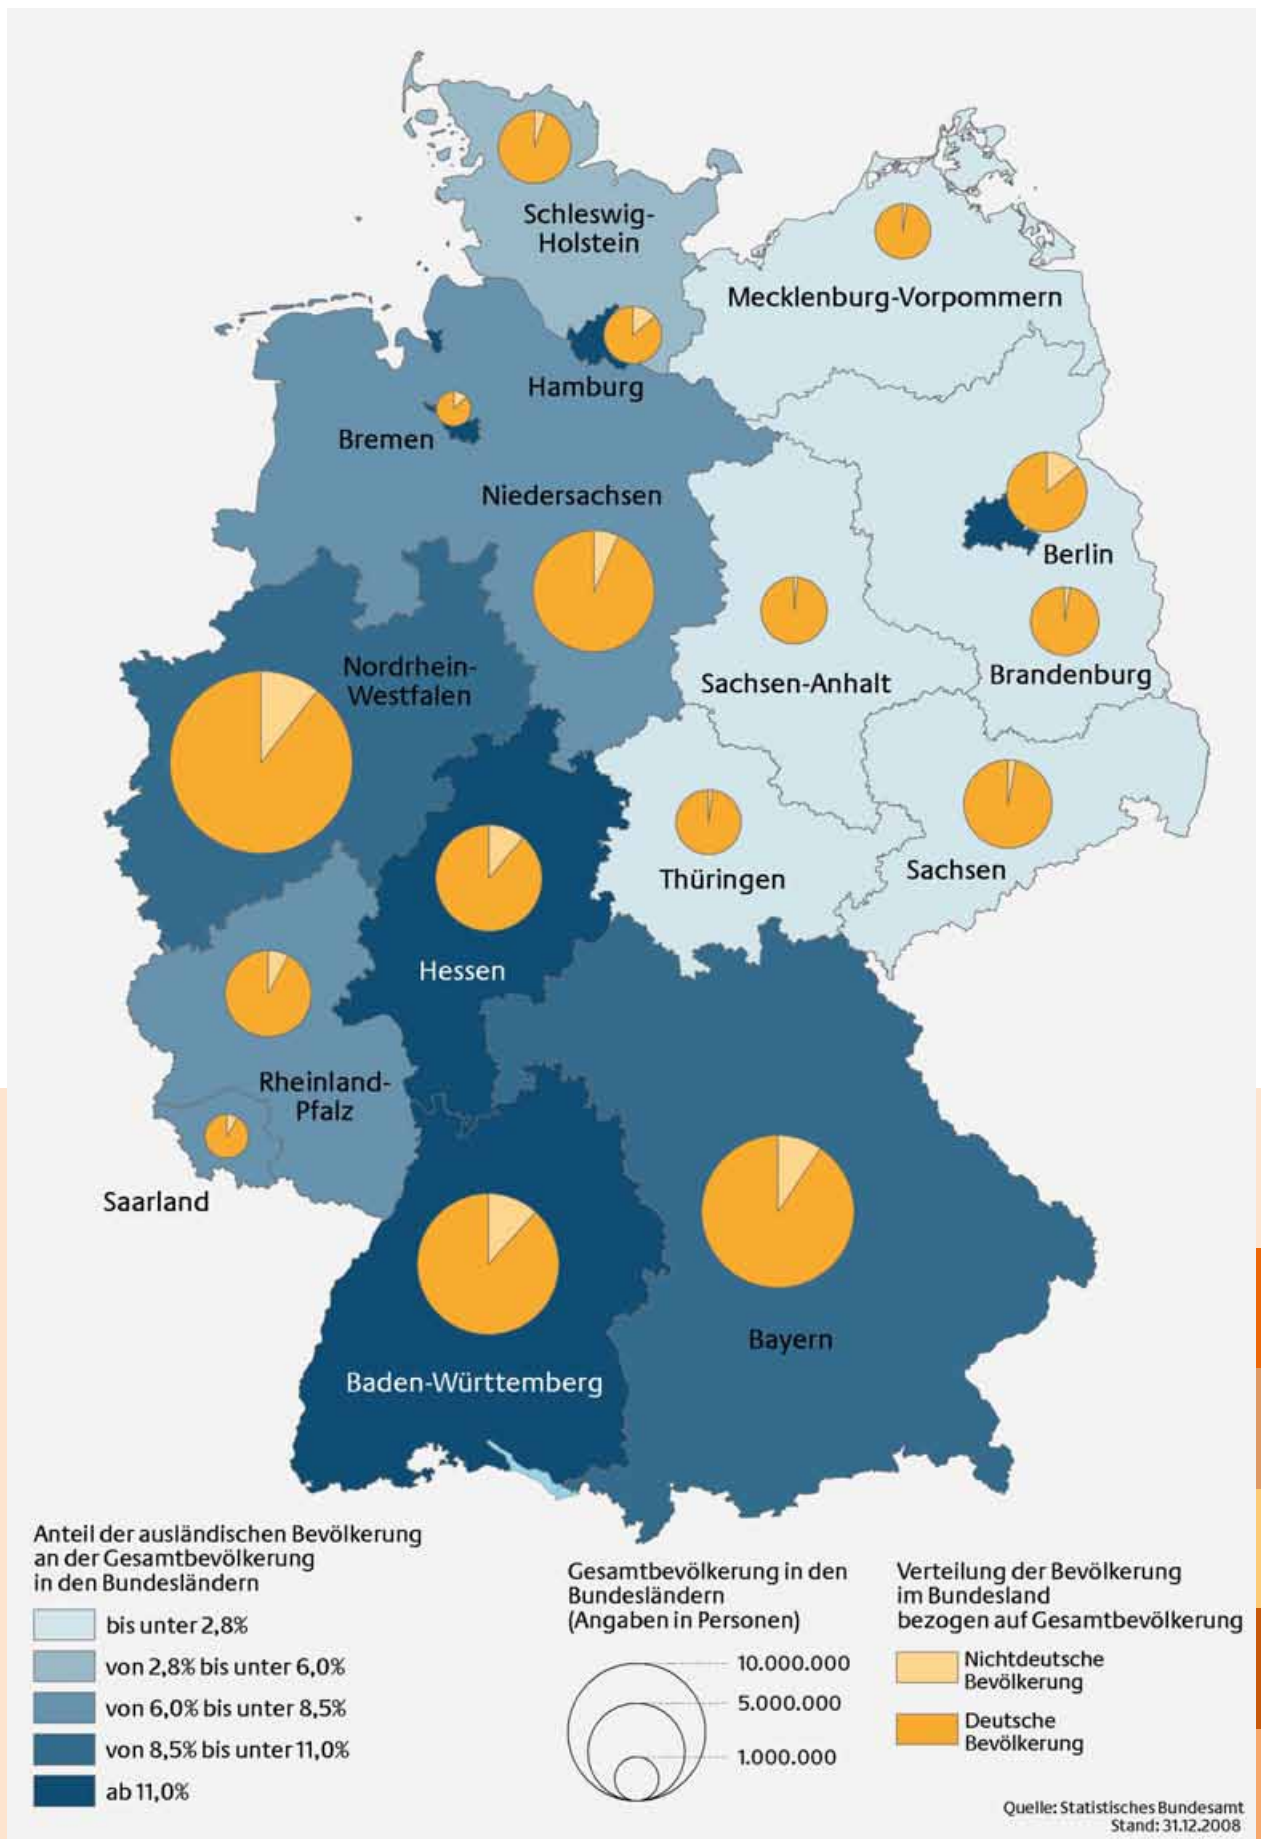 Schleswig-
Holstein
Mecklenburg-Vorpommern
Hamburg
Bremen
Niedersachsen
Berlin
Nordrhein-
Westfalen
Sachsen-Anhalt
Brandenburg
Thüringen
Sachsen
Hessen
Rheinland-
Pfalz
Saarland
Bayern
Baden-Württemberg
Anteil der ausländischen Bevölkerung
an der Gesamtbevölkerung
in den Bundesländern
bis unter 2,8%
von 2,8% bis unter 6,0%
von 6,0% bis unter 8,5%
von 8,5% bis unter 11,0%
ab 11,0%
Gesamtbevölkerung in den
Bundesländern
(Angaben in Personen)
10.000.000
5.000.000
1.000.000
Verteilung der Bevölkerung
im Bundesland
bezogen auf Gesamtbevölkerung
Nichtdeutsche
Bevölkerung
Deutsche
Bevölkerung
Quelle: Statistisches Bundesamt
Stand: 31.12.2008